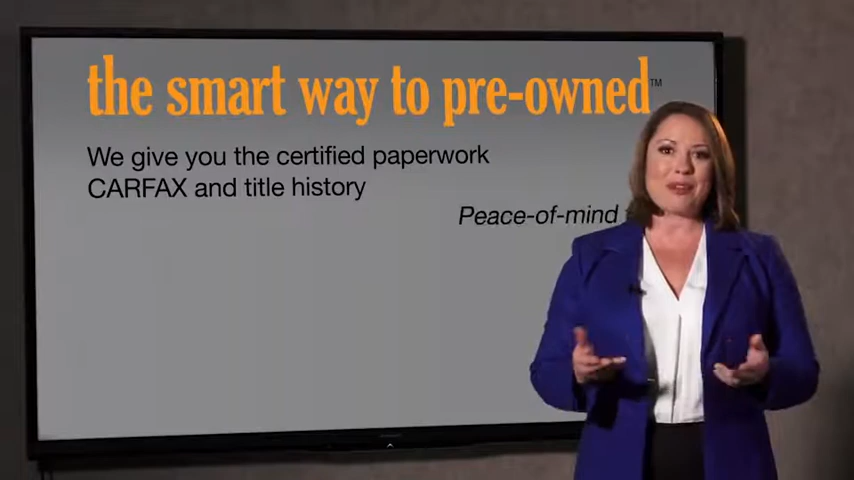 the smart way to pre-owned™
We give you the certified paperwork
CARFAX and title history
Peace-of-mind